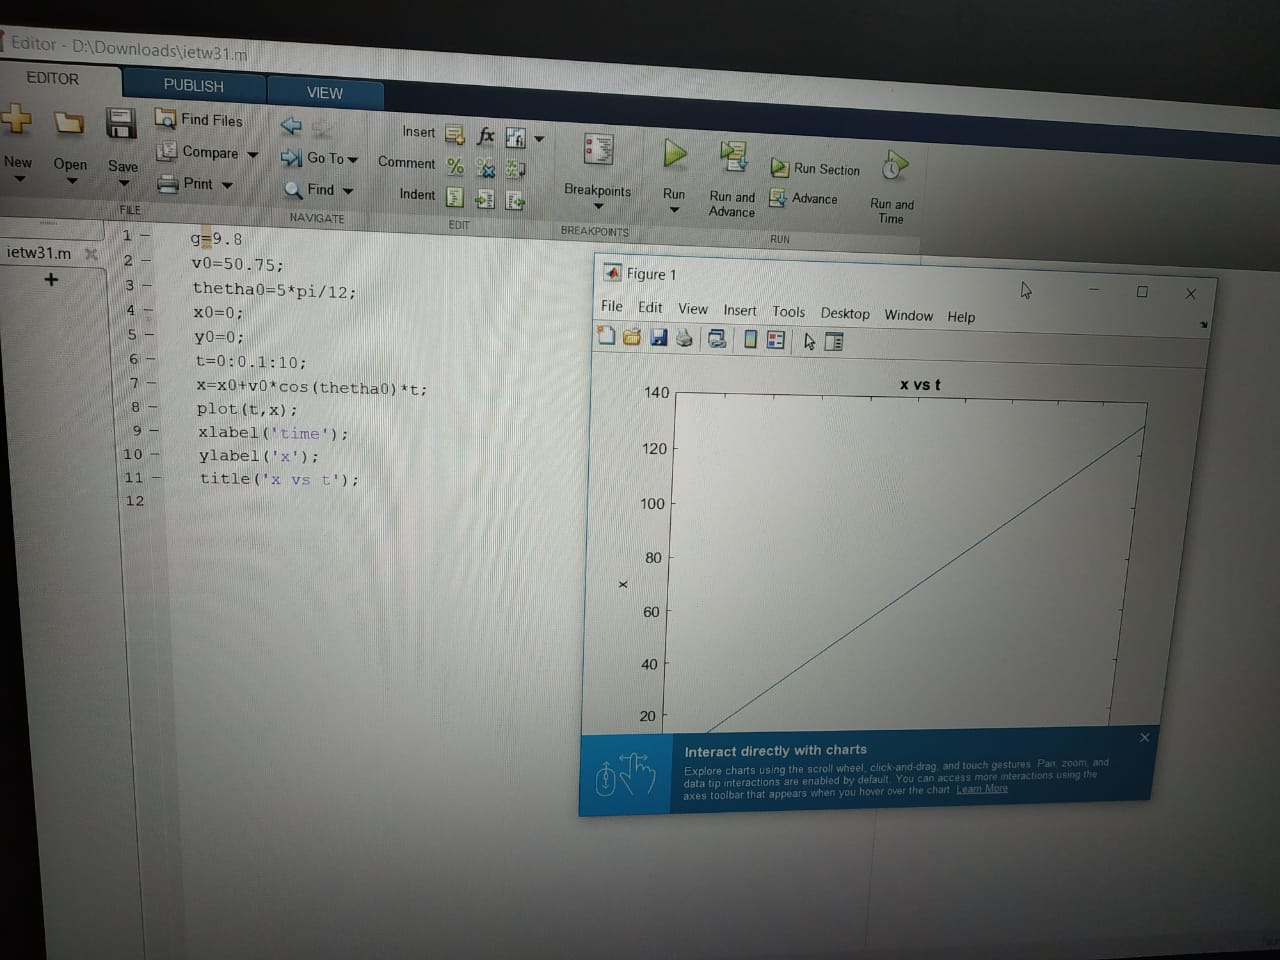 Editor - D:\Downloads\ietw31.m
EDITOR
PUBLISH
VIEW
New
Open
Save
Find Files
Compare
Print
FILE
Go To
Find
NAVIGATE
Insert
fx
fi
Comment
Indent
EDIT
Breakpoints
BREAKPOINTS
Run
Run and
Advance
Run Section
Advance
Run and
Time
RUN
ietw31.m
1 g=9.8
2 v0=50.75;
3 thetha0=5*pi/12;
4 x0=0;
5 y0=0;
6 t=0:0.1:10;
7 x=x0+v0*cos(thetha0)*t;
8 plot(t,x);
9 xlabel('time');
10 ylabel('x');
11 title('x vs t');
12
Figure 1
File Edit View Insert Tools Desktop Window Help
x vs t
140
120
100
80
60
40
20
x
Interact directly with charts
Explore charts using the scroll wheel, click-and-drag, and touch gestures. Pan, zoom, and
data tip interactions are enabled by default. You can access more interactions using the
axes toolbar that appears when you hover over the chart. Learn More